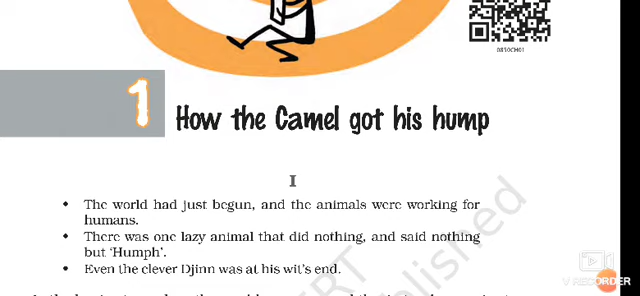 0850CH01
1
How the Camel got his hump
I
• The world had just begun, and the animals were working for
humans.
• There was one lazy animal that did nothing, and said nothing
but 'Humph'.
• Even the clever Djinn was at his wit's end.
V RECORDER